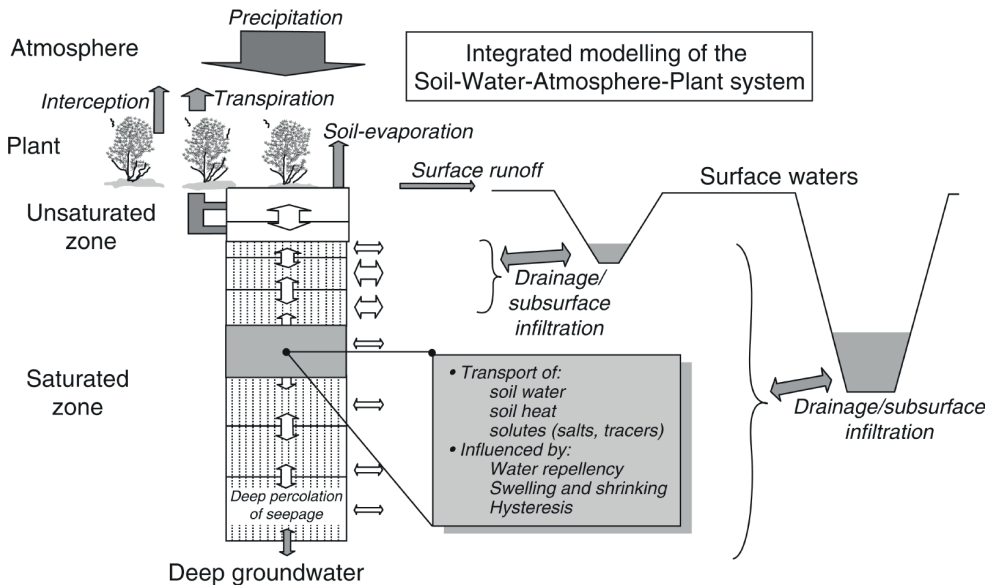 Precipitation
Atmosphere
Integrated modelling of the
Soil-Water-Atmosphere-Plant system
Interception
Transpiration
Plant
Soil-evaporation
Surface runoff
Surface waters
Unsaturated
zone
Drainage/
subsurface
infiltration
Saturated
zone
• Transport of:
soil water
soil heat
solutes (salts, tracers)
• Influenced by:
Water repellency
Swelling and shrinking
Hysteresis
Drainage/subsurface
infiltration
Deep percolation
of seepage
Deep groundwater